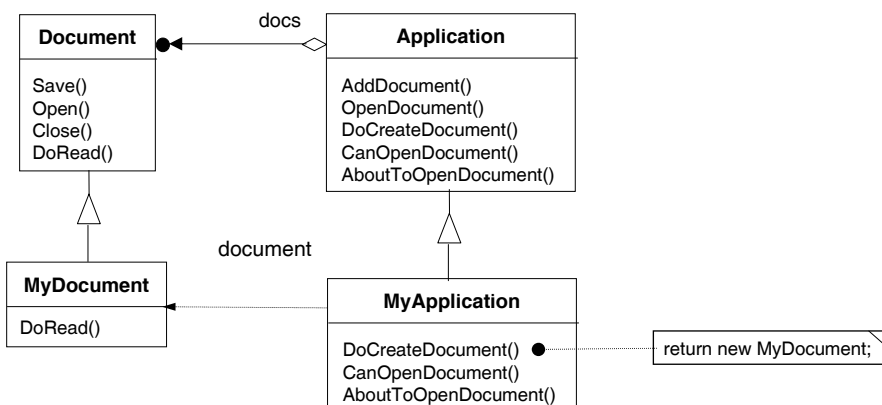 docs
Document
Save()
Open()
Close()
DoRead()
Application
AddDocument()
OpenDocument()
DoCreateDocument()
CanOpenDocument()
AboutToOpenDocument()
document
MyDocument
DoRead()
MyApplication
DoCreateDocument()
CanOpenDocument()
AboutToOpenDocument()
return new MyDocument;